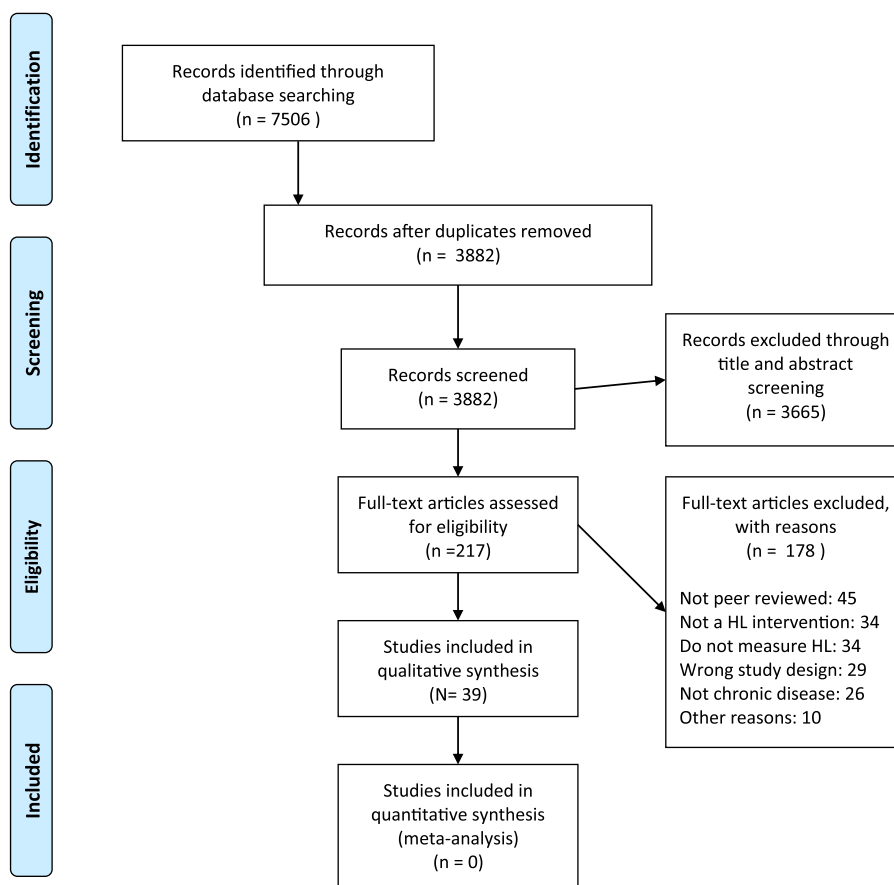 Identification
Records identified through
database searching
(n = 7506 )
Records after duplicates removed
(n = 3882)
Screening
Records screened
(n = 3882)
Records excluded through
title and abstract
screening
(n = 3665)
Eligibility
Full-text articles assessed
for eligibility
(n =217)
Full-text articles excluded,
with reasons
(n = 178 )
Not peer reviewed: 45
Not a HL intervention: 34
Do not measure HL: 34
Wrong study design: 29
Not chronic disease: 26
Other reasons: 10
Studies included in
qualitative synthesis
(N= 39)
Included
Studies included in
quantitative synthesis
(meta-analysis)
(n = 0)